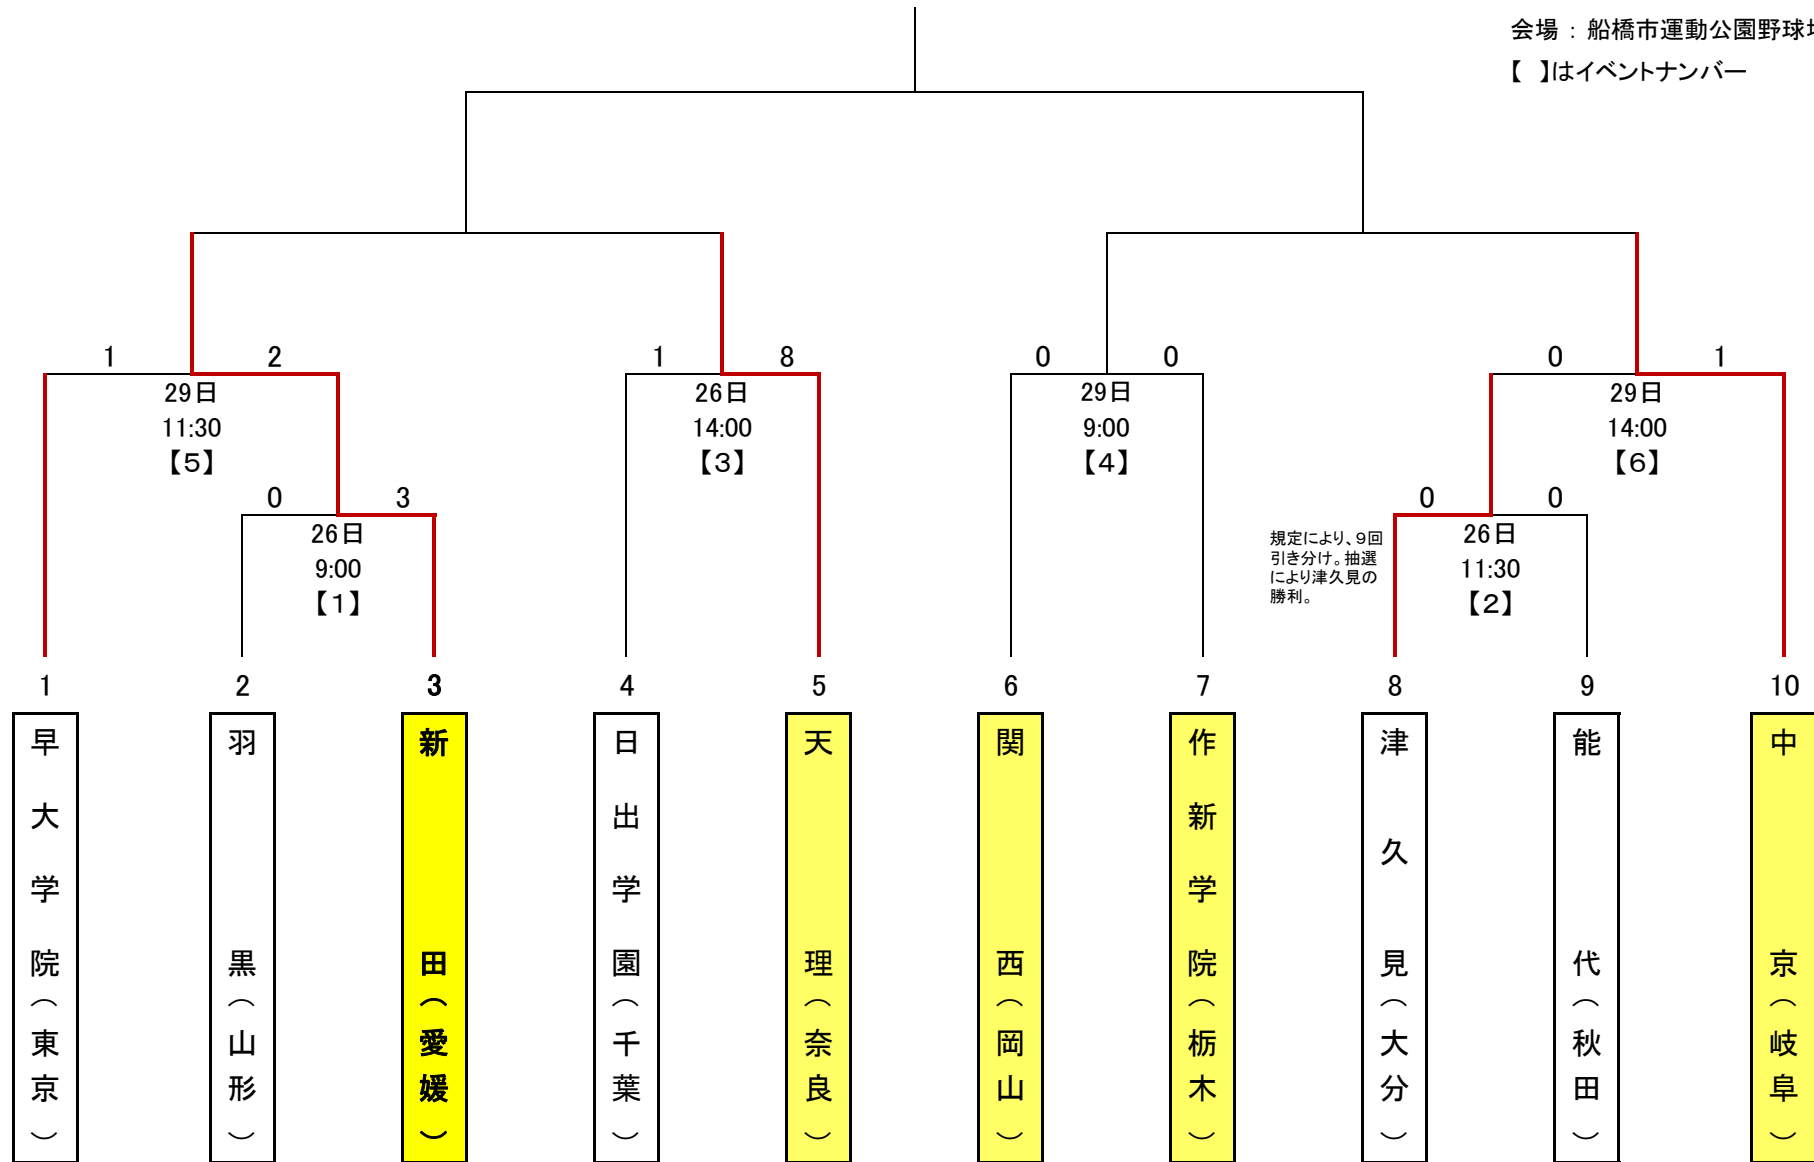 会場 : 船橋市運動公園野球場
【 】はイベントナンバー
1 2
29日
11:30
【5】
1 8
26日
14:00
【3】
0 0
29日
9:00
【4】
0 1
29日
14:00
【6】
0 3
26日
9:00
【1】
0 0
26日
11:30
【2】
規定により、9回
引き分け。抽選
により津久見の
勝利。
1 2 3 4 5 6 7 8 9 10
早大学院(東京)
羽黒(山形)
新田(愛媛)
日出学園(千葉)
天理(奈良)
関西(岡山)
作新学院(栃木)
津久見(大分)
能代(秋田)
中京(岐阜)